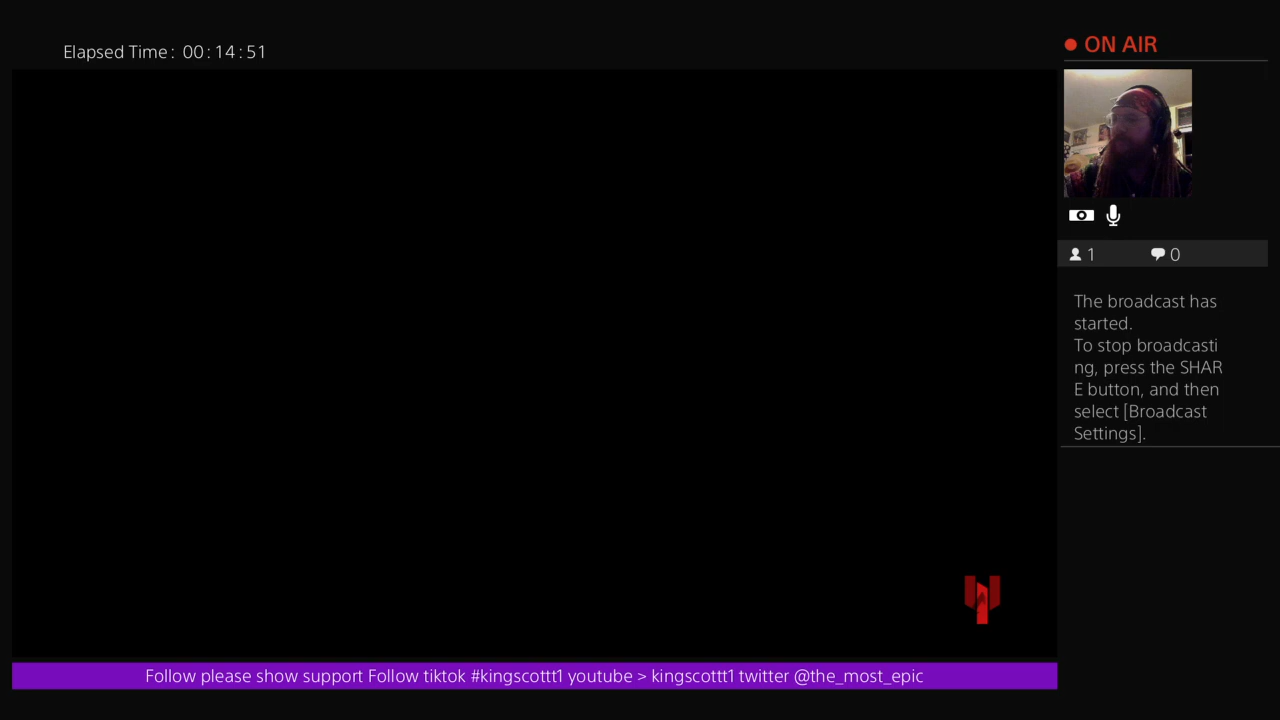 Elapsed Time: 00:14:51
ON AIR
1 0
The broadcast has
started.
To stop broadcasti
ng, press the SHAR
E button, and then
select [Broadcast
Settings].
Follow please show support Follow tiktok #kingscottt1 youtube > kingscottt1 twitter @the_most_epic